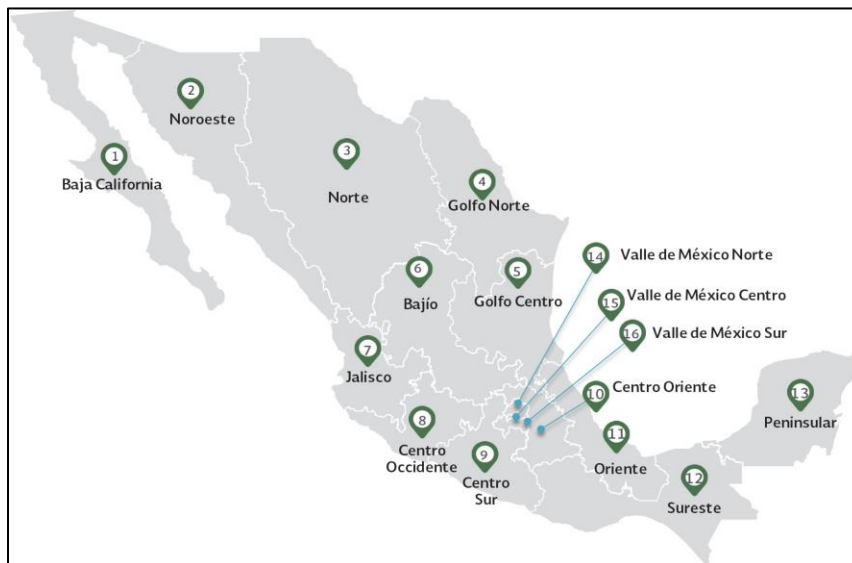 1
Baja California
2
Noroeste
3
Norte
4
Golfo Norte
5
Golfo Centro
6
Bajío
7
Jalisco
8
Centro
Occidente
9
Centro
Sur
14
Valle de México Norte
15
Valle de México Centro
16
Valle de México Sur
10
Centro Oriente
11
Oriente
12
Sureste
13
Peninsular